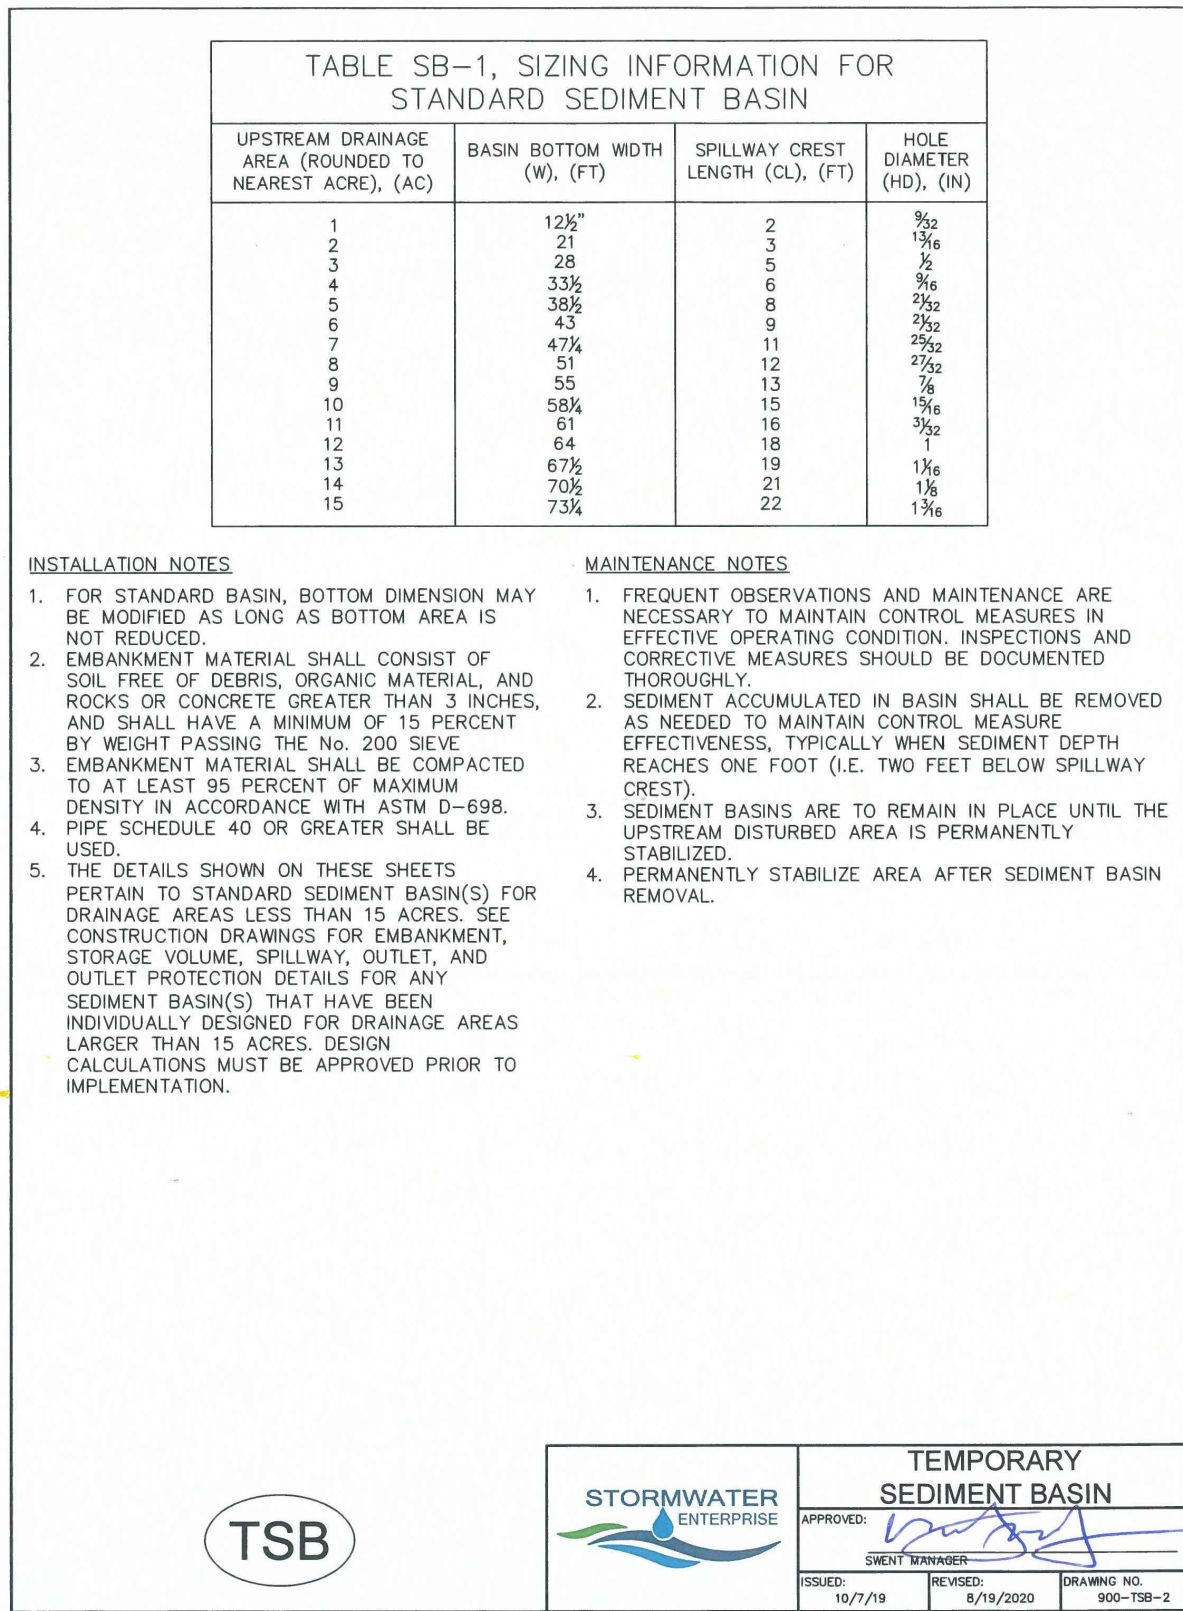 TABLE SB–1, SIZING INFORMATION FOR
STANDARD SEDIMENT BASIN
UPSTREAM DRAINAGE AREA (ROUNDED TO NEAREST ACRE), (AC) BASIN BOTTOM WIDTH (W), (FT) SPILLWAY CREST LENGTH (CL), (FT) HOLE DIAMETER (HD), (IN)
1 12½" 2 9/32
2 21 3 13/16
3 28 5 ½
4 33½ 6 9/16
5 38½ 8 21/32
6 43 9 21/32
7 47¼ 11 25/32
8 51 12 27/32
9 55 13 7/8
10 58¼ 15 15/16
11 61 16 31/32
12 64 18 1
13 67½ 19 1 1/16
14 70½ 21 1 1/8
15 73¼ 22 1 3/16
INSTALLATION NOTES
1. FOR STANDARD BASIN, BOTTOM DIMENSION MAY
BE MODIFIED AS LONG AS BOTTOM AREA IS
NOT REDUCED.
2. EMBANKMENT MATERIAL SHALL CONSIST OF
SOIL FREE OF DEBRIS, ORGANIC MATERIAL, AND
ROCKS OR CONCRETE GREATER THAN 3 INCHES,
AND SHALL HAVE A MINIMUM OF 15 PERCENT
BY WEIGHT PASSING THE No. 200 SIEVE
3. EMBANKMENT MATERIAL SHALL BE COMPACTED
TO AT LEAST 95 PERCENT OF MAXIMUM
DENSITY IN ACCORDANCE WITH ASTM D–698.
4. PIPE SCHEDULE 40 OR GREATER SHALL BE
USED.
5. THE DETAILS SHOWN ON THESE SHEETS
PERTAIN TO STANDARD SEDIMENT BASIN(S) FOR
DRAINAGE AREAS LESS THAN 15 ACRES. SEE
CONSTRUCTION DRAWINGS FOR EMBANKMENT,
STORAGE VOLUME, SPILLWAY, OUTLET, AND
OUTLET PROTECTION DETAILS FOR ANY
SEDIMENT BASIN(S) THAT HAVE BEEN
INDIVIDUALLY DESIGNED FOR DRAINAGE AREAS
LARGER THAN 15 ACRES. DESIGN
CALCULATIONS MUST BE APPROVED PRIOR TO
IMPLEMENTATION.
MAINTENANCE NOTES
1. FREQUENT OBSERVATIONS AND MAINTENANCE ARE
NECESSARY TO MAINTAIN CONTROL MEASURES IN
EFFECTIVE OPERATING CONDITION. INSPECTIONS AND
CORRECTIVE MEASURES SHOULD BE DOCUMENTED
THOROUGHLY.
2. SEDIMENT ACCUMULATED IN BASIN SHALL BE REMOVED
AS NEEDED TO MAINTAIN CONTROL MEASURE
EFFECTIVENESS, TYPICALLY WHEN SEDIMENT DEPTH
REACHES ONE FOOT (I.E. TWO FEET BELOW SPILLWAY
CREST).
3. SEDIMENT BASINS ARE TO REMAIN IN PLACE UNTIL THE
UPSTREAM DISTURBED AREA IS PERMANENTLY
STABILIZED.
4. PERMANENTLY STABILIZE AREA AFTER SEDIMENT BASIN
REMOVAL.
TSB
STORMWATER
ENTERPRISE
TEMPORARY
SEDIMENT BASIN
APPROVED:
SWENT MANAGER
ISSUED: 10/7/19
REVISED: 8/19/2020
DRAWING NO. 900–TSB–2